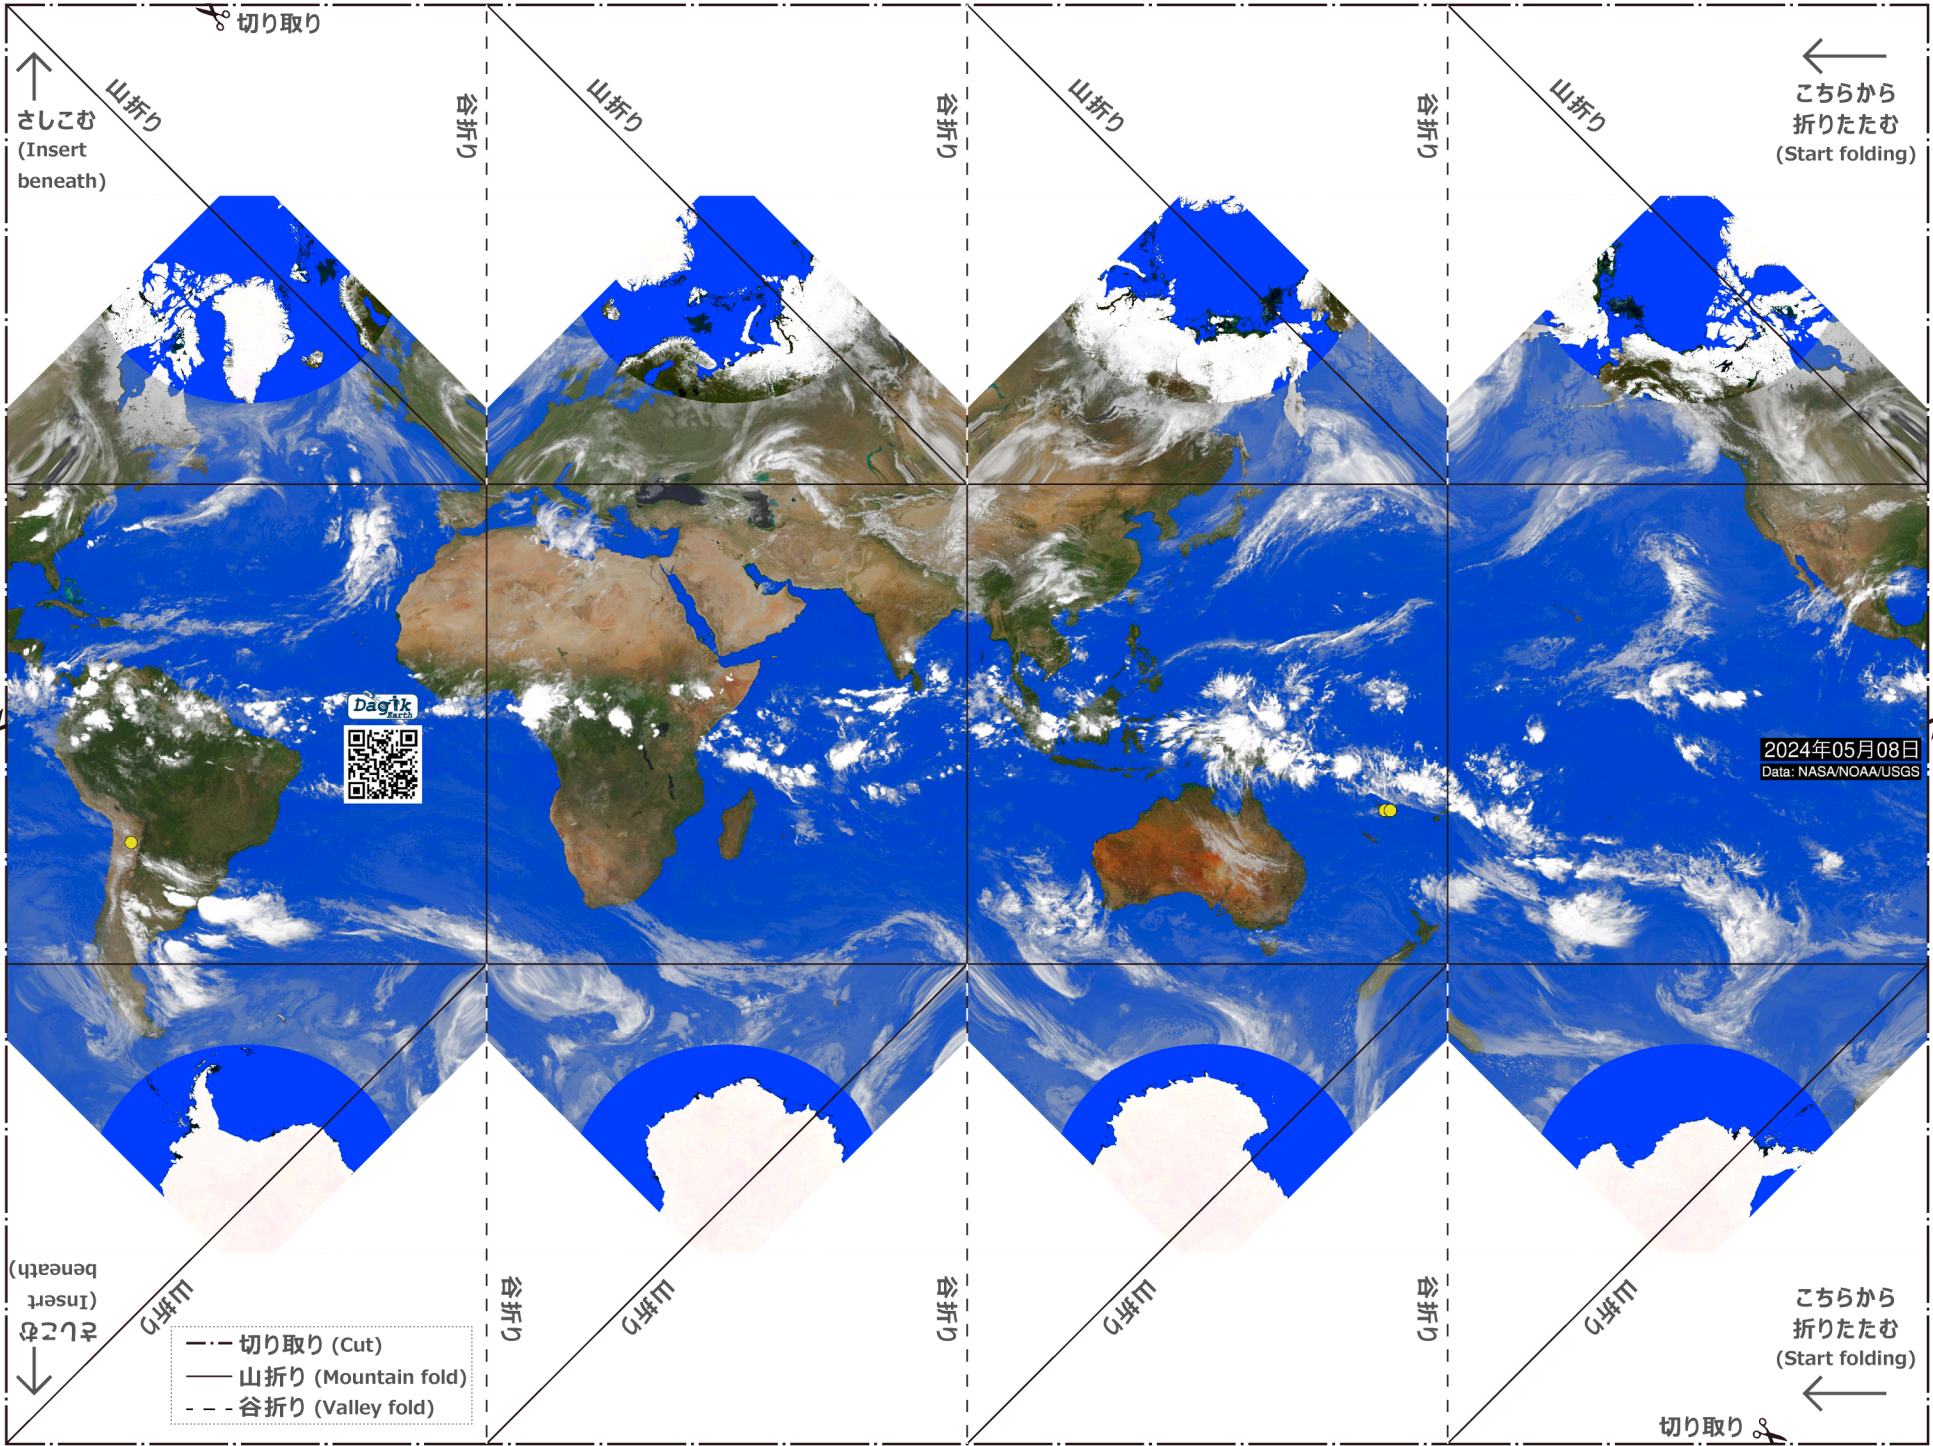 切り取り
山折り
谷折り
山折り
谷折り
山折り
谷折り
山折り
さしこむ
(Insert
beneath)
こちらから
折りたたむ
(Start folding)
Dagik
Earth
2024年05月08日
Data: NASA/NOAA/USGS
さしこむ
(Insert
beneath)
山折り
谷折り
山折り
谷折り
山折り
谷折り
山折り
切り取り (Cut)
山折り (Mountain fold)
谷折り (Valley fold)
こちらから
折りたたむ
(Start folding)
切り取り